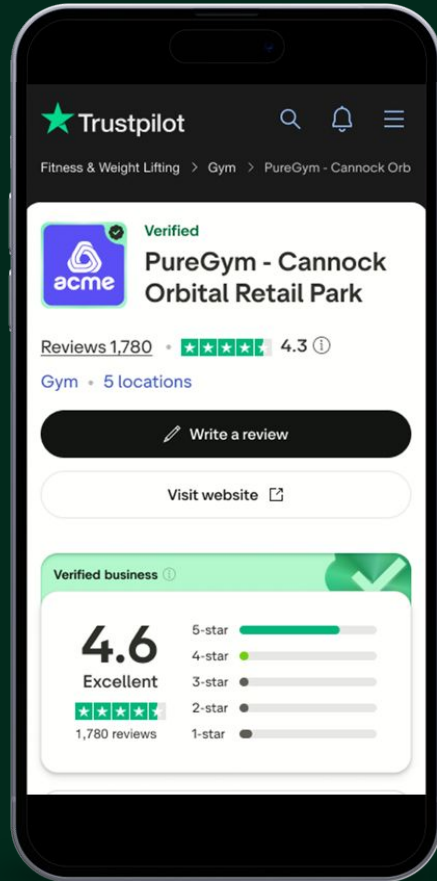 Trustpilot
Fitness & Weight Lifting > Gym > PureGym - Cannock Orb
acme
Verified
PureGym - Cannock
Orbital Retail Park
Reviews 1,780 • 4.3
Gym • 5 locations
Write a review
Visit website
Verified business
4.6
Excellent
1,780 reviews
5-star
4-star
3-star
2-star
1-star